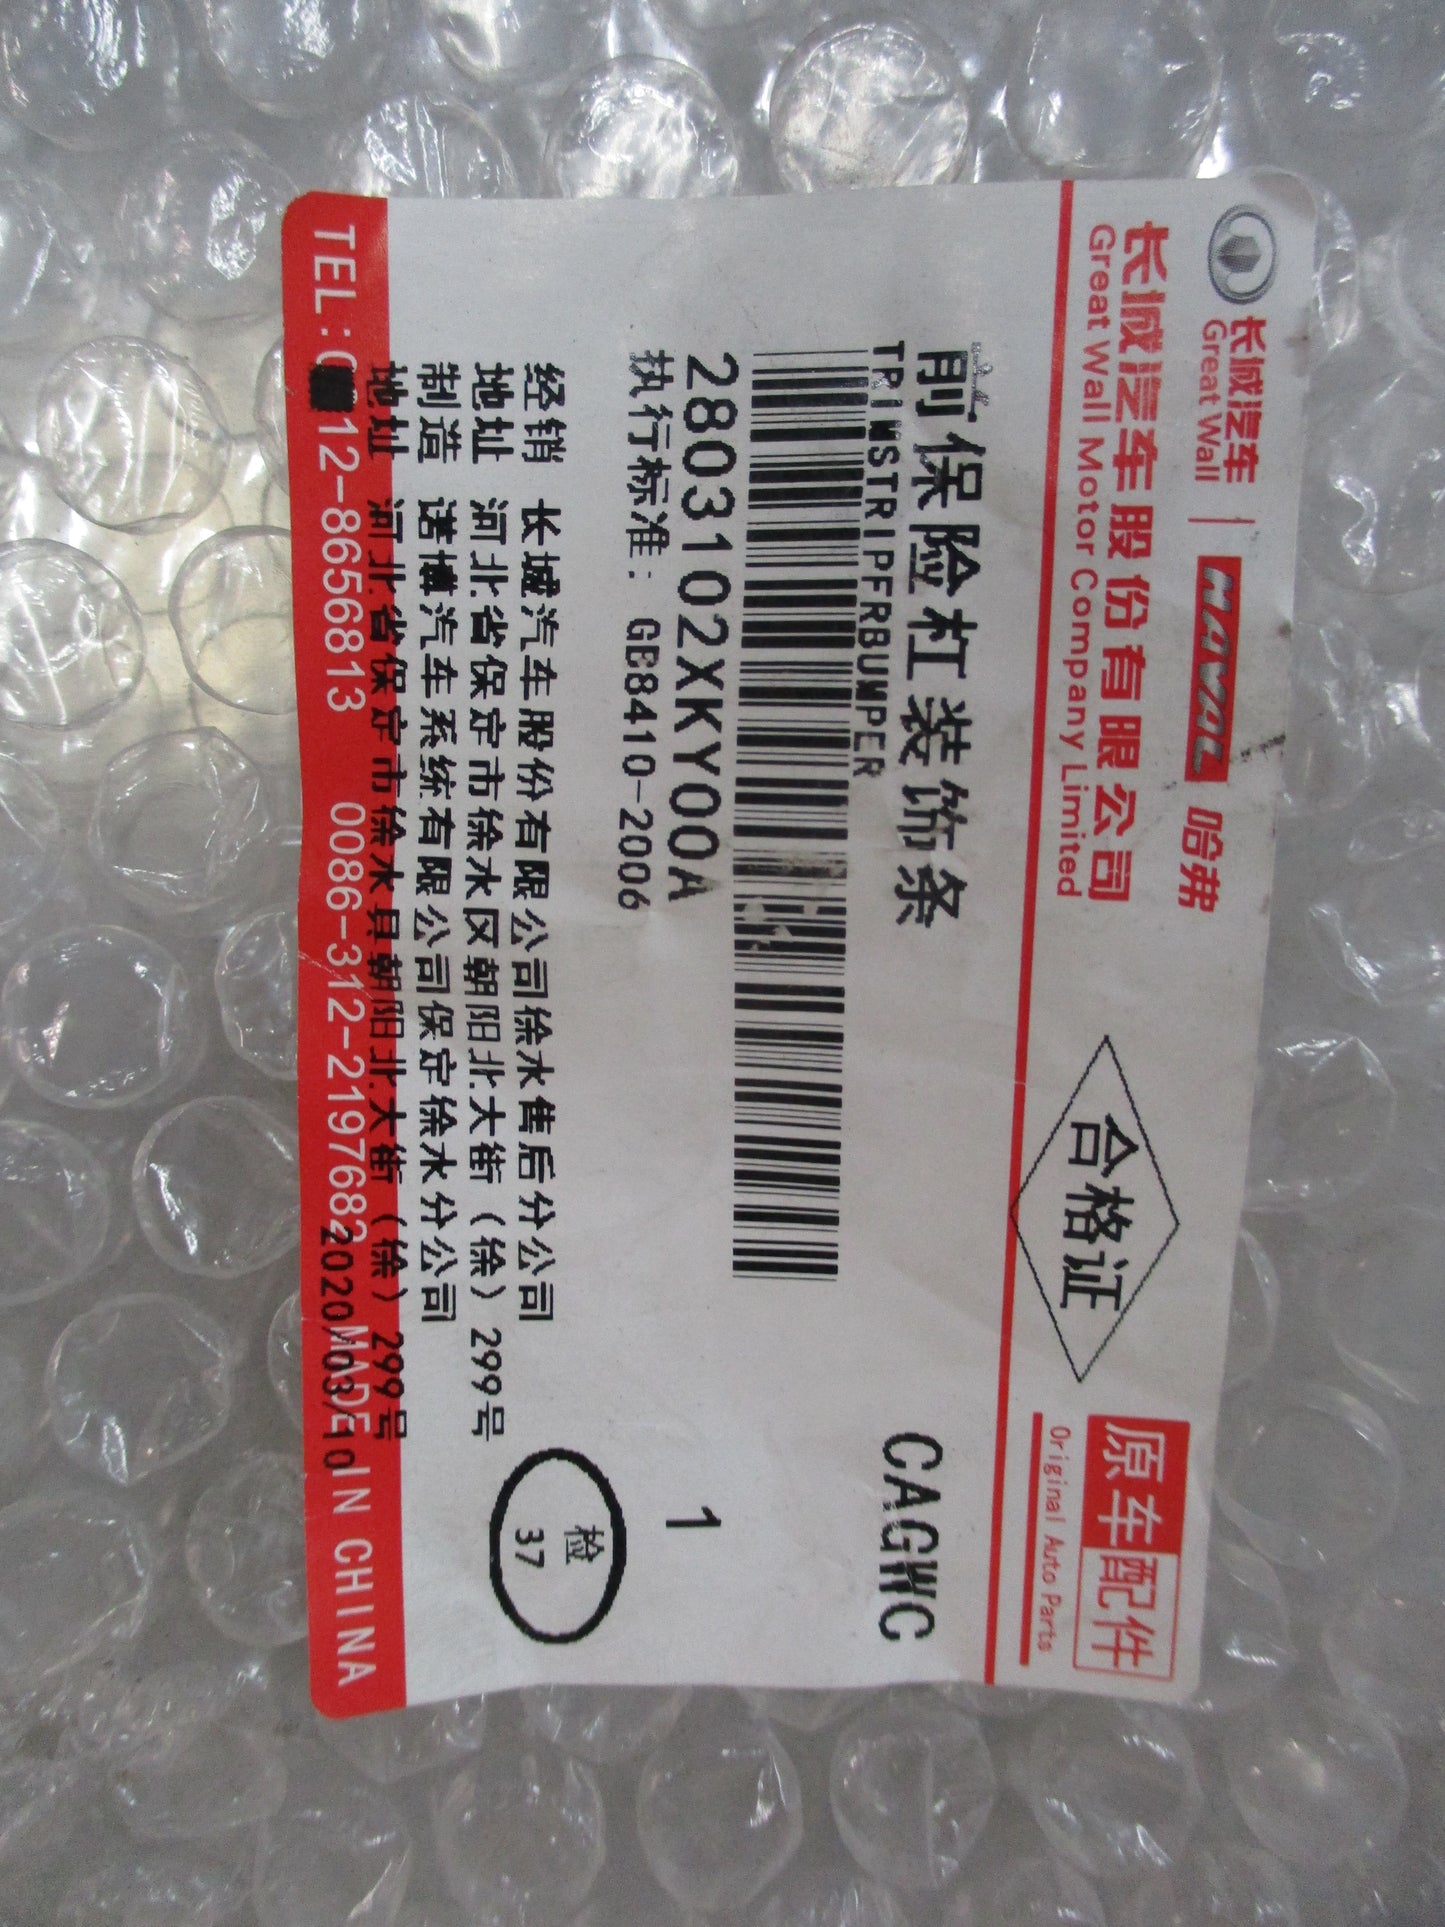 长城汽车
Great Wall
HAVAL 哈弗
长城汽车股份有限公司
Great Wall Motor Company Limited
合格证
原车配件
Original Auto Parts
前保险杠装饰条
CAGWC
TRIMSTRIPFRBUMPER
2803102XKY00A
1
执行标准: GB8410-2006
经销 长城汽车股份有限公司徐水售后分公司
地址 河北省保定市徐水区朝阳北大街（徐）299号
制造 诺博汽车系统有限公司保定徐水分公司
地址 河北省保定市徐水县朝阳北大街（徐）299号
检
37
TEL:0 12-8656813 0086-312-2197682 MADE IN CHINA
2020/03/10